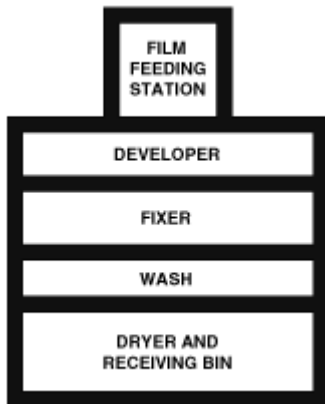 FILM
FEEDING
STATION
DEVELOPER
FIXER
WASH
DRYER AND
RECEIVING BIN